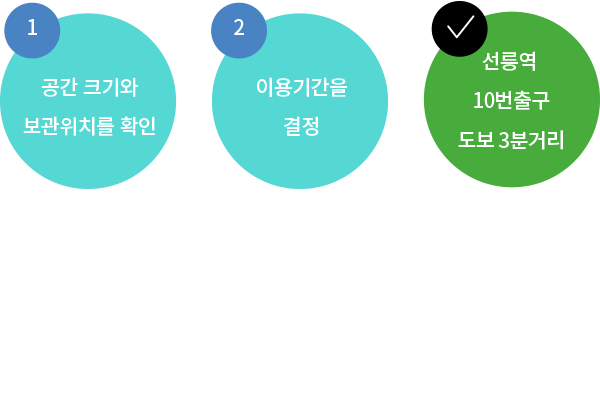 1
공간 크기와
보관위치를 확인
2
이용기간을
결정
선릉역
10번출구
도보 3분거리